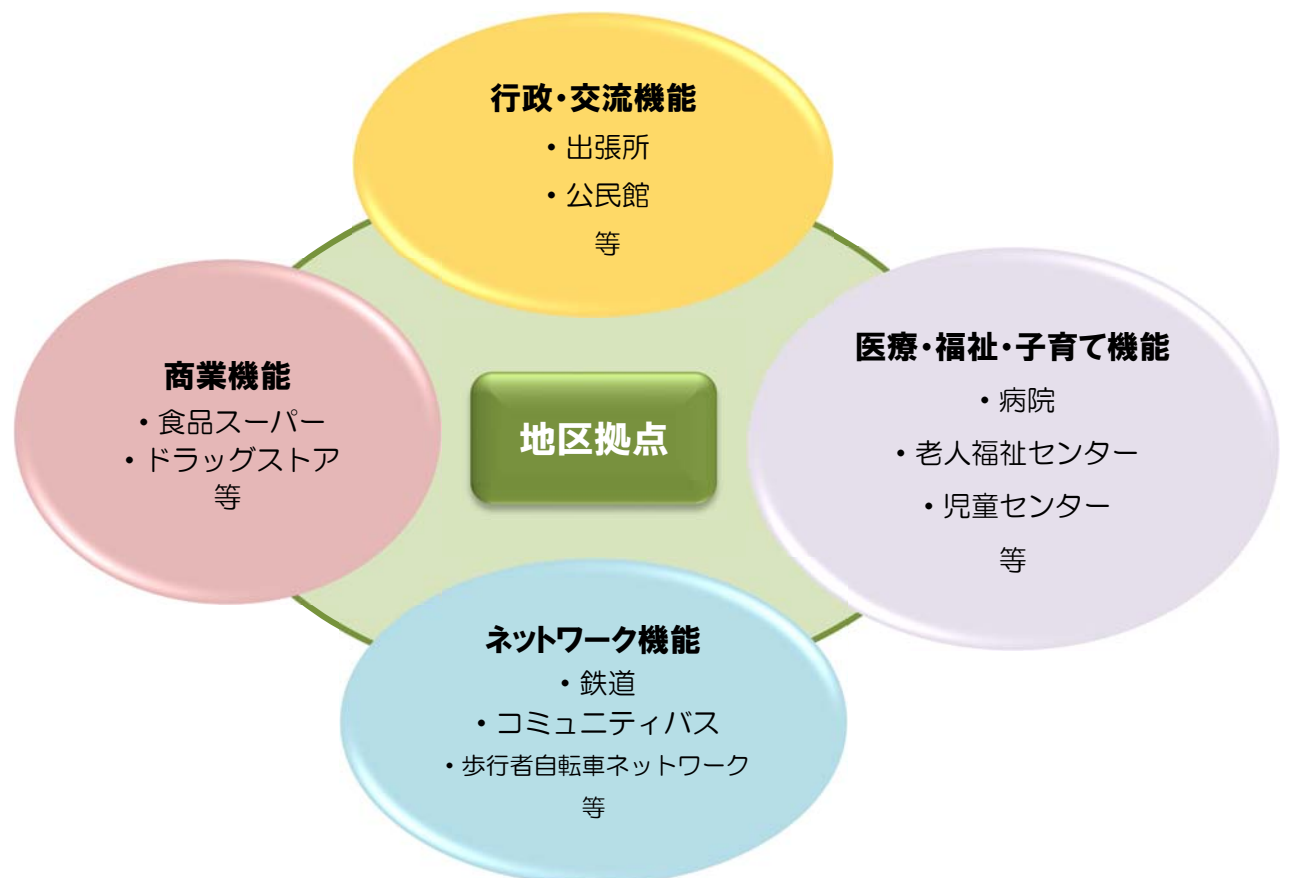 行政・交流機能
・出張所
・公民館
等
商業機能
・食品スーパー
・ドラッグストア
等
地区拠点
医療・福祉・子育て機能
・病院
・老人福祉センター
・児童センター
等
ネットワーク機能
・鉄道
・コミュニティバス
・歩行者自転車ネットワーク
等